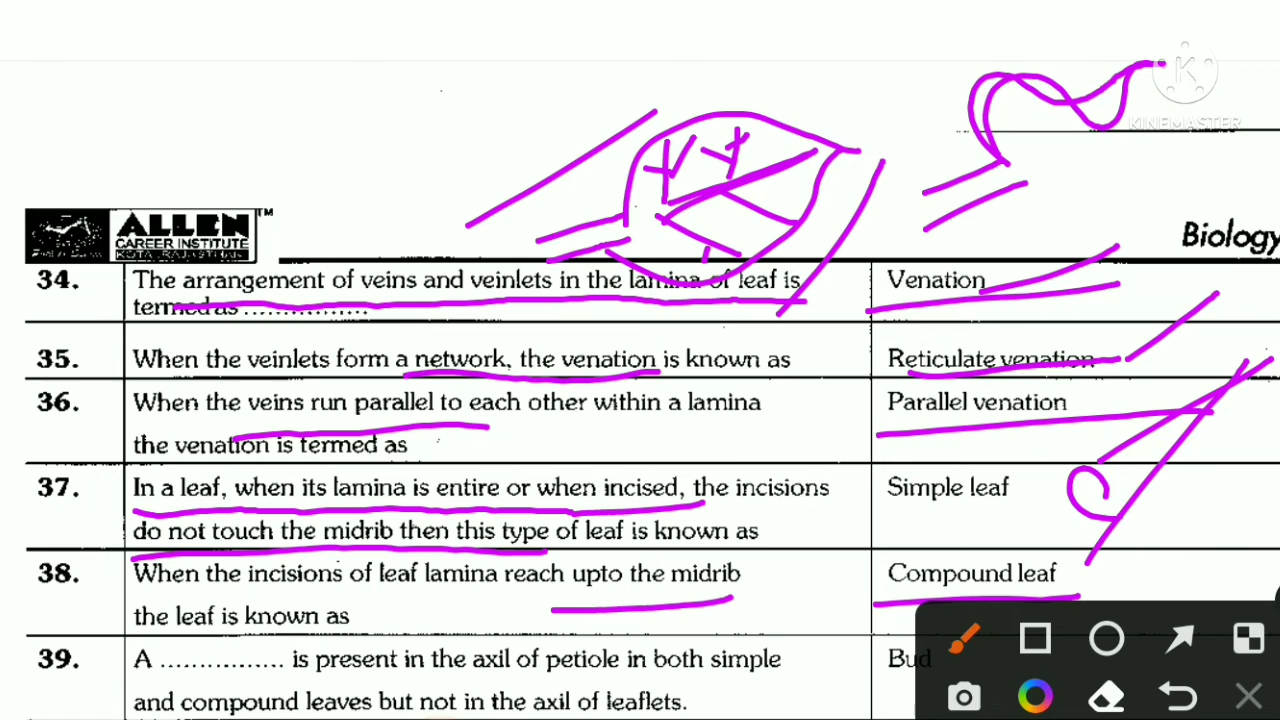 KINEMASTER
ALLEN™
CAREER INSTITUTE
KOTA (RAJASTHAN)
Biology
34. The arrangement of veins and veinlets in the lamina of leaf is Venation
termed as ................
35. When the veinlets form a network, the venation is known as Reticulate venation
36. When the veins run parallel to each other within a lamina Parallel venation
the venation is termed as
37. In a leaf, when its lamina is entire or when incised, the incisions Simple leaf
do not touch the midrib then this type of leaf is known as
38. When the incisions of leaf lamina reach upto the midrib Compound leaf
the leaf is known as
39. A ................ is present in the axil of petiole in both simple Bud
and compound leaves but not in the axil of leaflets.